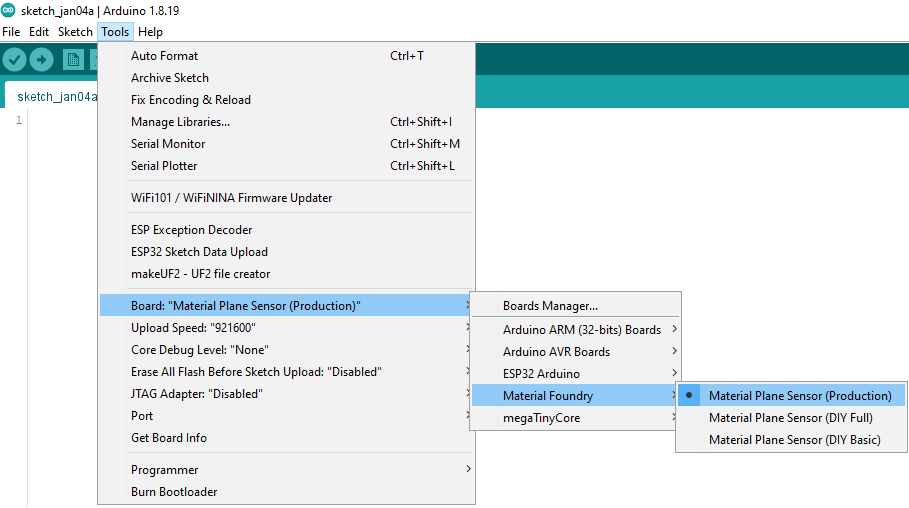 sketch_jan04a | Arduino 1.8.19
File Edit Sketch Tools Help
sketch_jan04a
1
Auto Format Ctrl+T
Archive Sketch
Fix Encoding & Reload
Manage Libraries... Ctrl+Shift+I
Serial Monitor Ctrl+Shift+M
Serial Plotter Ctrl+Shift+L
WiFi101 / WiFiNINA Firmware Updater
ESP Exception Decoder
ESP32 Sketch Data Upload
makeUF2 - UF2 file creator
Board: "Material Plane Sensor (Production)"
Upload Speed: "921600"
Core Debug Level: "None"
Erase All Flash Before Sketch Upload: "Disabled"
JTAG Adapter: "Disabled"
Port
Get Board Info
Programmer
Burn Bootloader
Boards Manager...
Arduino ARM (32-bits) Boards
Arduino AVR Boards
ESP32 Arduino
Material Foundry
megaTinyCore
Material Plane Sensor (Production)
Material Plane Sensor (DIY Full)
Material Plane Sensor (DIY Basic)